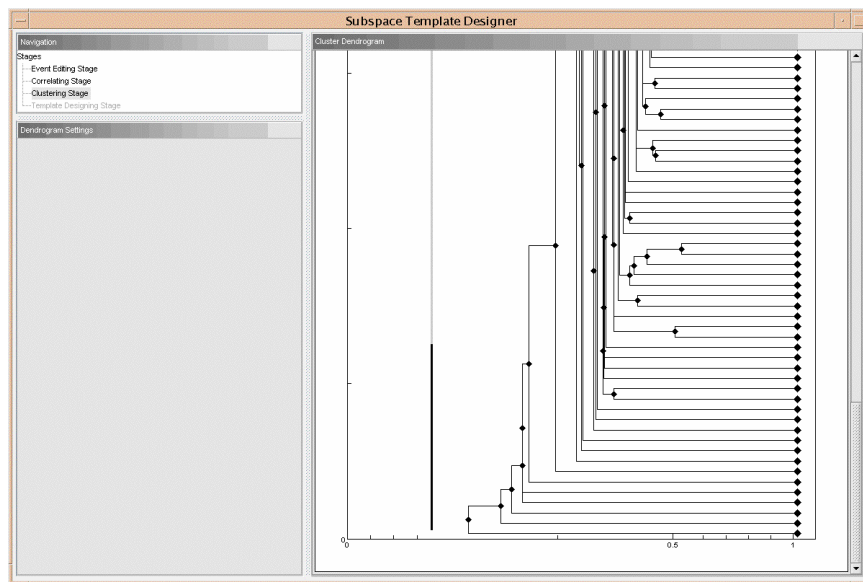 Subspace Template Designer
Navigation
Stages
Event Editing Stage
Correlating Stage
Clustering Stage
Template Designing Stage
Dendrogram Settings
Cluster Dendrogram
0
0
0.5
1